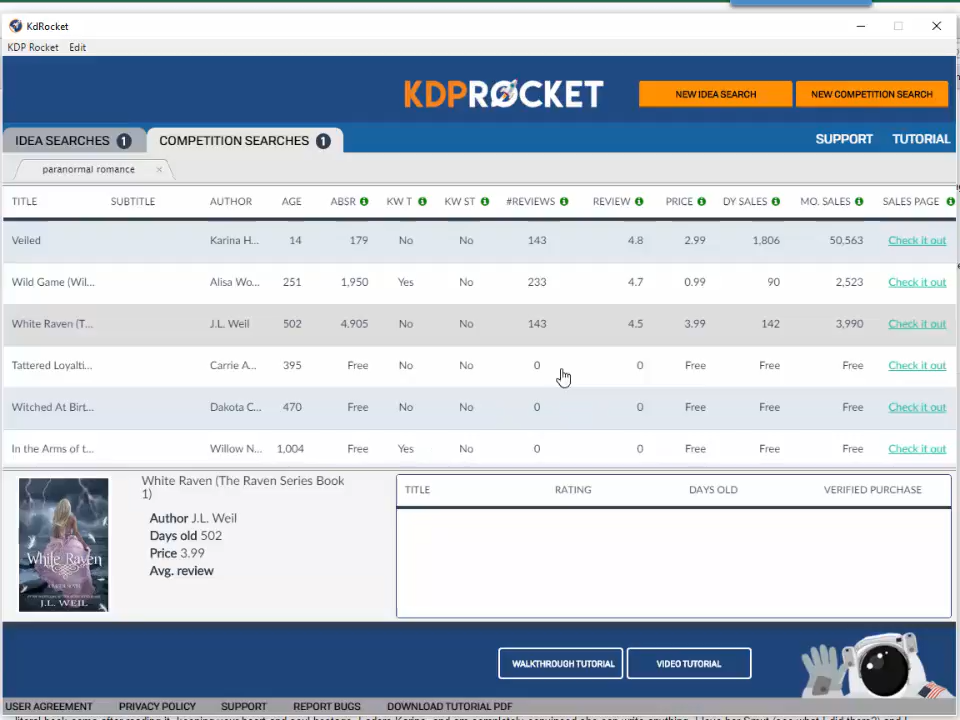 KdRocket
KDP Rocket Edit
KDPROCKET
NEW IDEA SEARCH NEW COMPETITION SEARCH
IDEA SEARCHES 1 COMPETITION SEARCHES 1 SUPPORT TUTORIAL
paranormal romance ×
TITLE SUBTITLE AUTHOR AGE ABSR KW T KW ST #REVIEWS REVIEW PRICE DY SALES MO. SALES SALES PAGE
Veiled Karina H... 14 179 No No 143 4.8 2.99 1,806 50,563 Check it out
Wild Game (Wil... Alisa Wo... 251 1,950 Yes No 233 4.7 0.99 90 2,523 Check it out
White Raven (T... J.L. Weil 502 4,905 No No 143 4.5 3.99 142 3,990 Check it out
Tattered Loyalti... Carrie A... 395 Free No No 0 0 Free Free Free Check it out
Witched At Birt... Dakota C... 470 Free No No 0 0 Free Free Free Check it out
In the Arms of t... Willow N... 1,004 Free Yes No 0 0 Free Free Free Check it out
White Raven (The Raven Series Book
1)
Author J.L. Weil
Days old 502
Price 3.99
Avg. review
White Raven
J.L. WEIL
TITLE RATING DAYS OLD VERIFIED PURCHASE
WALKTHROUGH TUTORIAL VIDEO TUTORIAL
USER AGREEMENT PRIVACY POLICY SUPPORT REPORT BUGS DOWNLOAD TUTORIAL PDF